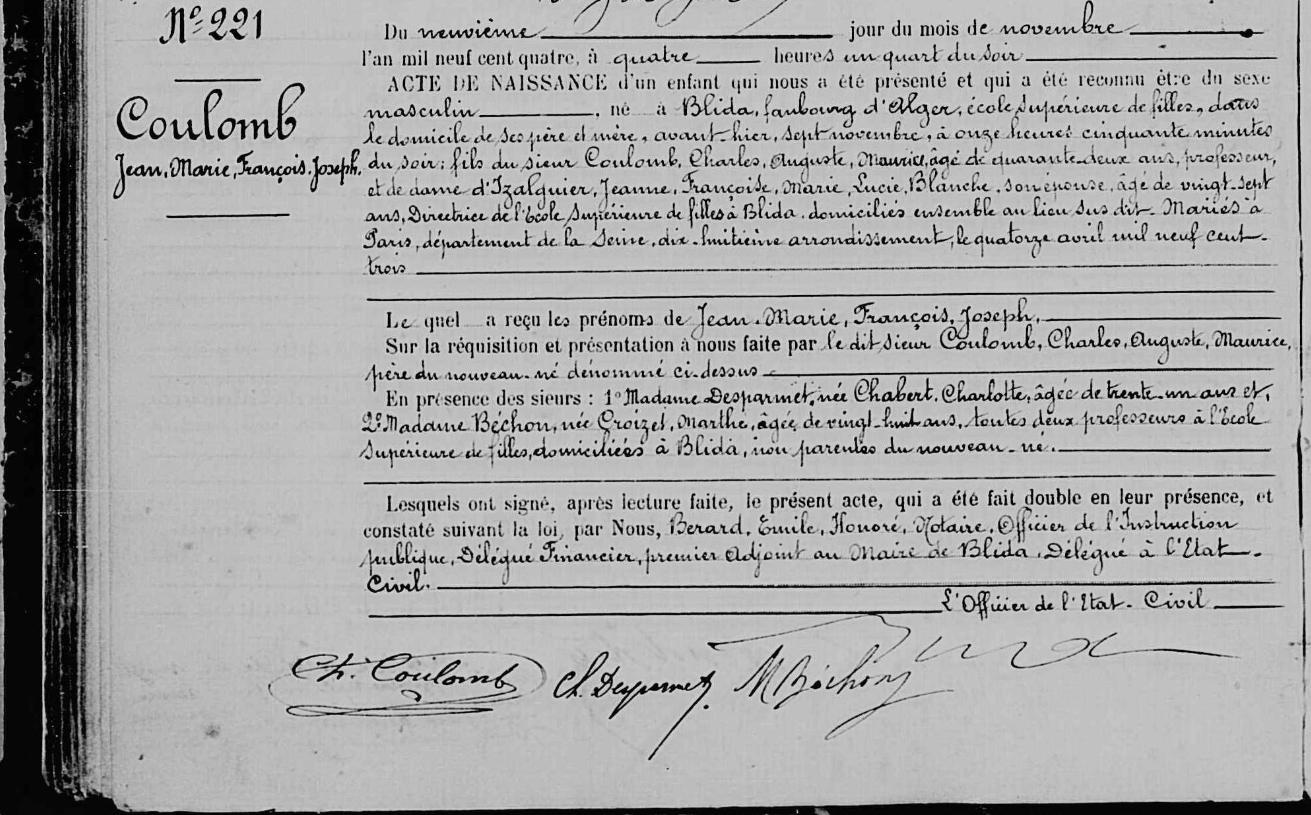 N° 221
Coulomb
Jean, Marie, François, Joseph.
Du neuvième jour du mois de novembre
l'an mil neuf cent quatre, à quatre heures un quart du soir
ACTE DE NAISSANCE d'un enfant qui nous a été présenté et qui a été reconnu être du sexe
masculin, né à Blida, faubourg d'Alger, école supérieure de filles, dans
le domicile de ses père et mère, avant-hier, sept novembre, à onze heures cinquante minutes
du soir; fils du sieur Coulomb, Charles, Auguste, Maurice, âgé de quarante-deux ans, professeur,
et de dame d'Izalguier, Jeanne, Françoise, Marie, Lucie, Blanche, son épouse, âgé de vingt-sept
ans, Directrice de l'École Supérieure de filles à Blida, domiciliés ensemble au lieu sus dit. Mariés à
Paris, département de la Seine, dix-huitième arrondissement, le quatorze avril mil neuf cent-
trois
Le quel a reçu les prénoms de Jean, Marie, François, Joseph.
Sur la réquisition et présentation à nous faite par le dit sieur Coulomb, Charles, Auguste, Maurice,
père du nouveau-né dénommé ci-dessus
En présence des sieurs : 1° Madame Desparmet, née Chabert, Charlotte, âgée de trente-un ans et,
2° Madame Béchon, née Croizet, Marthe, âgée de vingt-huit ans, toutes deux professeurs à l'École
Supérieure de filles, domiciliées à Blida, non parentes du nouveau-né.
Lesquels ont signé, après lecture faite, le présent acte, qui a été fait double en leur présence, et
constaté suivant la loi, par Nous, Berard, Emile, Honoré, Notaire, Officier de l'Instruction
publique, Délégué Financier, premier Adjoint au Maire de Blida, Délégué à l'Etat-
Civil.
L'Officier de l'Etat-Civil
Ch. Coulomb Ch. Desparmet M Béchon